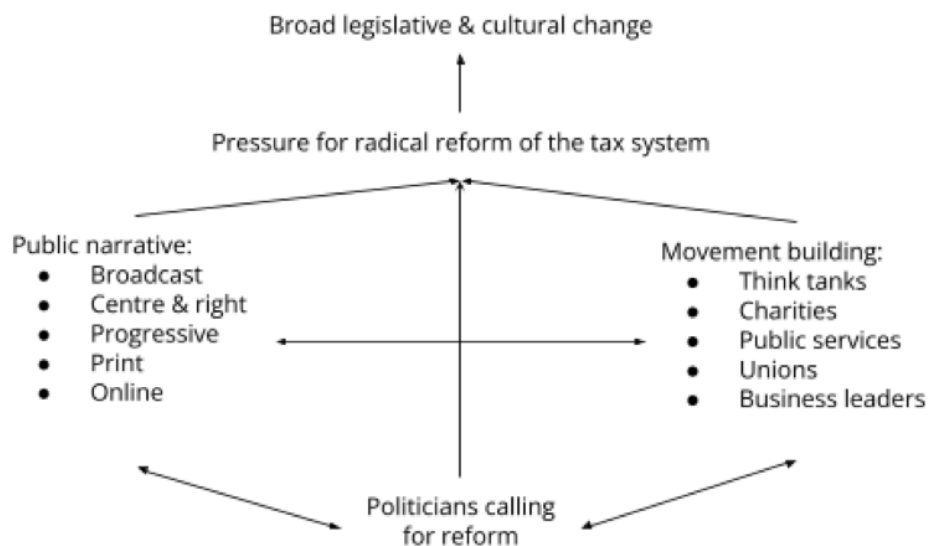 Broad legislative & cultural change
Pressure for radical reform of the tax system
Public narrative:
● Broadcast
● Centre & right
● Progressive
● Print
● Online
Movement building:
● Think tanks
● Charities
● Public services
● Unions
● Business leaders
Politicians calling
for reform